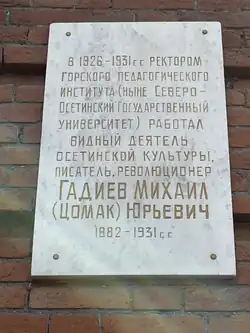 В 1926-1931 г.г. РЕКТОРОМ
ГОРСКОГО ПЕДАГОГИЧЕСКОГО
ИНСТИТУТА (НЫНЕ СЕВЕРО-
ОСЕТИНСКИЙ ГОСУДАРСТВЕННЫЙ
УНИВЕРСИТЕТ) РАБОТАЛ
ВИДНЫЙ ДЕЯТЕЛЬ
ОСЕТИНСКОЙ КУЛЬТУРЫ,
ПИСАТЕЛЬ, РЕВОЛЮЦИОНЕР
ГАДИЕВ МИХАИЛ
(ЦОМАК) ЮРЬЕВИЧ
1882-1931 г.г.